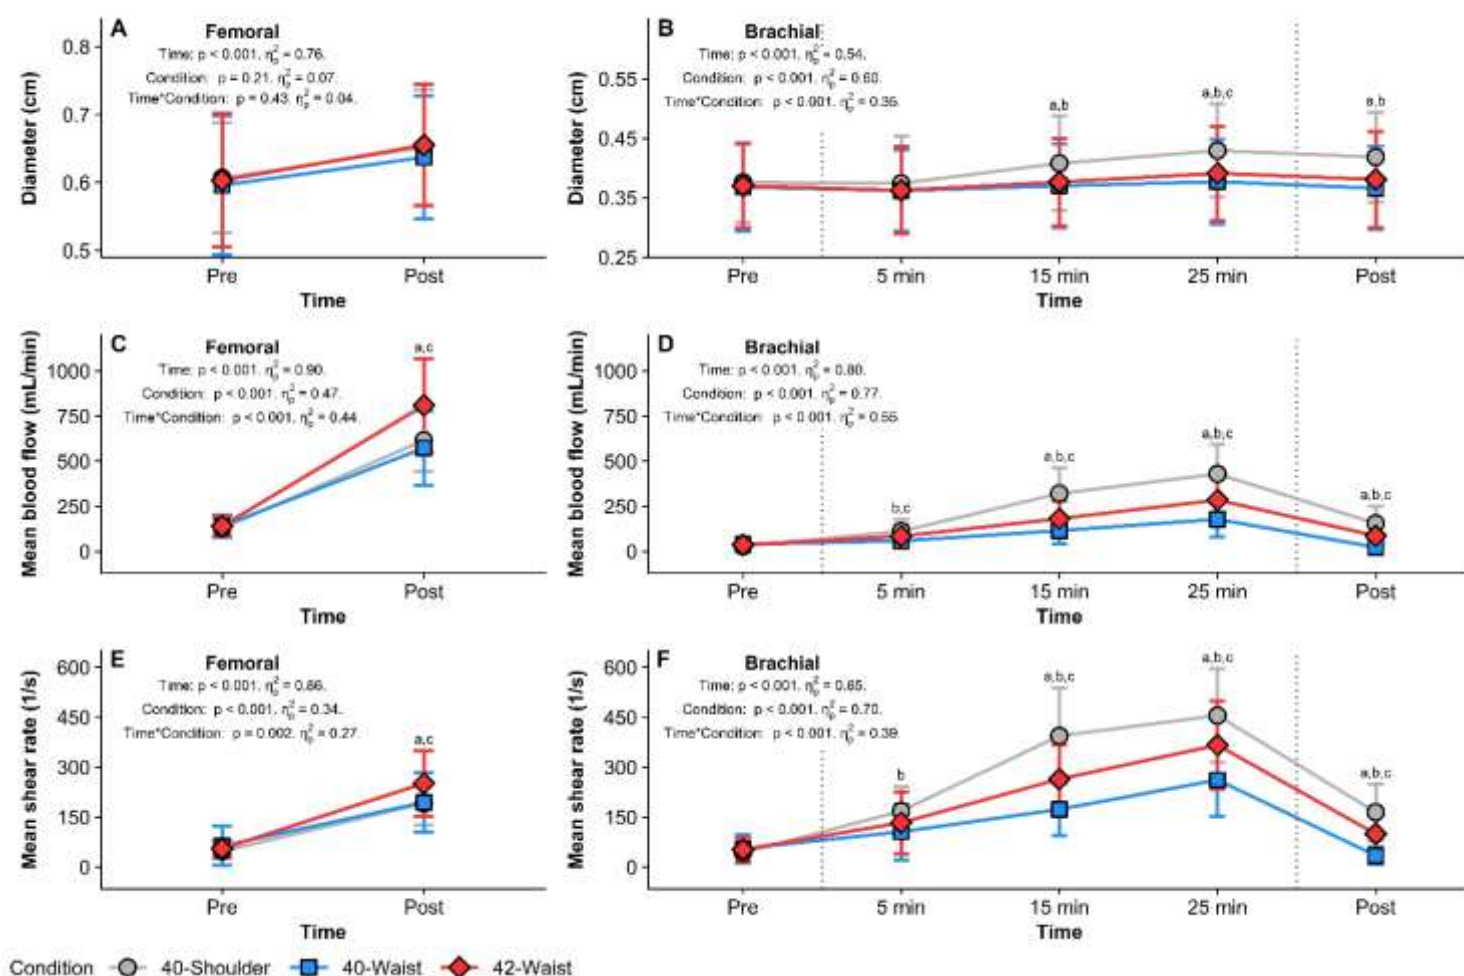 A
Femoral
Time: p < 0.001. η²p = 0.76.
Condition: p = 0.21. η²p = 0.07.
Time*Condition: p = 0.43. η²p = 0.04.
Diameter (cm)
0.8
0.7
0.6
0.5
Pre
Post
Time
B
Brachial
Time: p < 0.001. η²p = 0.54.
Condition: p < 0.001. η²p = 0.60.
Time*Condition: p < 0.001. η²p = 0.35.
Diameter (cm)
0.55
0.45
0.35
0.25
a,b
a,b,c
a,b
Pre
5 min
15 min
25 min
Post
Time
C
Femoral
Time: p < 0.001. η²p = 0.90.
Condition: p < 0.001. η²p = 0.47.
Time*Condition: p < 0.001. η²p = 0.44.
Mean blood flow (mL/min)
1000
750
500
250
0
a,c
Pre
Post
Time
D
Brachial
Time: p < 0.001. η²p = 0.80.
Condition: p < 0.001. η²p = 0.77.
Time*Condition: p < 0.001. η²p = 0.55.
Mean blood flow (mL/min)
1000
750
500
250
0
b,c
a,b,c
a,b,c
a,b,c
Pre
5 min
15 min
25 min
Post
Time
E
Femoral
Time: p < 0.001. η²p = 0.86.
Condition: p < 0.001. η²p = 0.34.
Time*Condition: p = 0.002. η²p = 0.27.
Mean shear rate (1/s)
600
450
300
150
0
a,c
Pre
Post
Time
F
Brachial
Time: p < 0.001. η²p = 0.85.
Condition: p < 0.001. η²p = 0.70.
Time*Condition: p < 0.001. η²p = 0.39.
Mean shear rate (1/s)
600
450
300
150
0
b
a,b,c
a,b,c
a,b,c
Pre
5 min
15 min
25 min
Post
Time
Condition 40-Shoulder 40-Waist 42-Waist